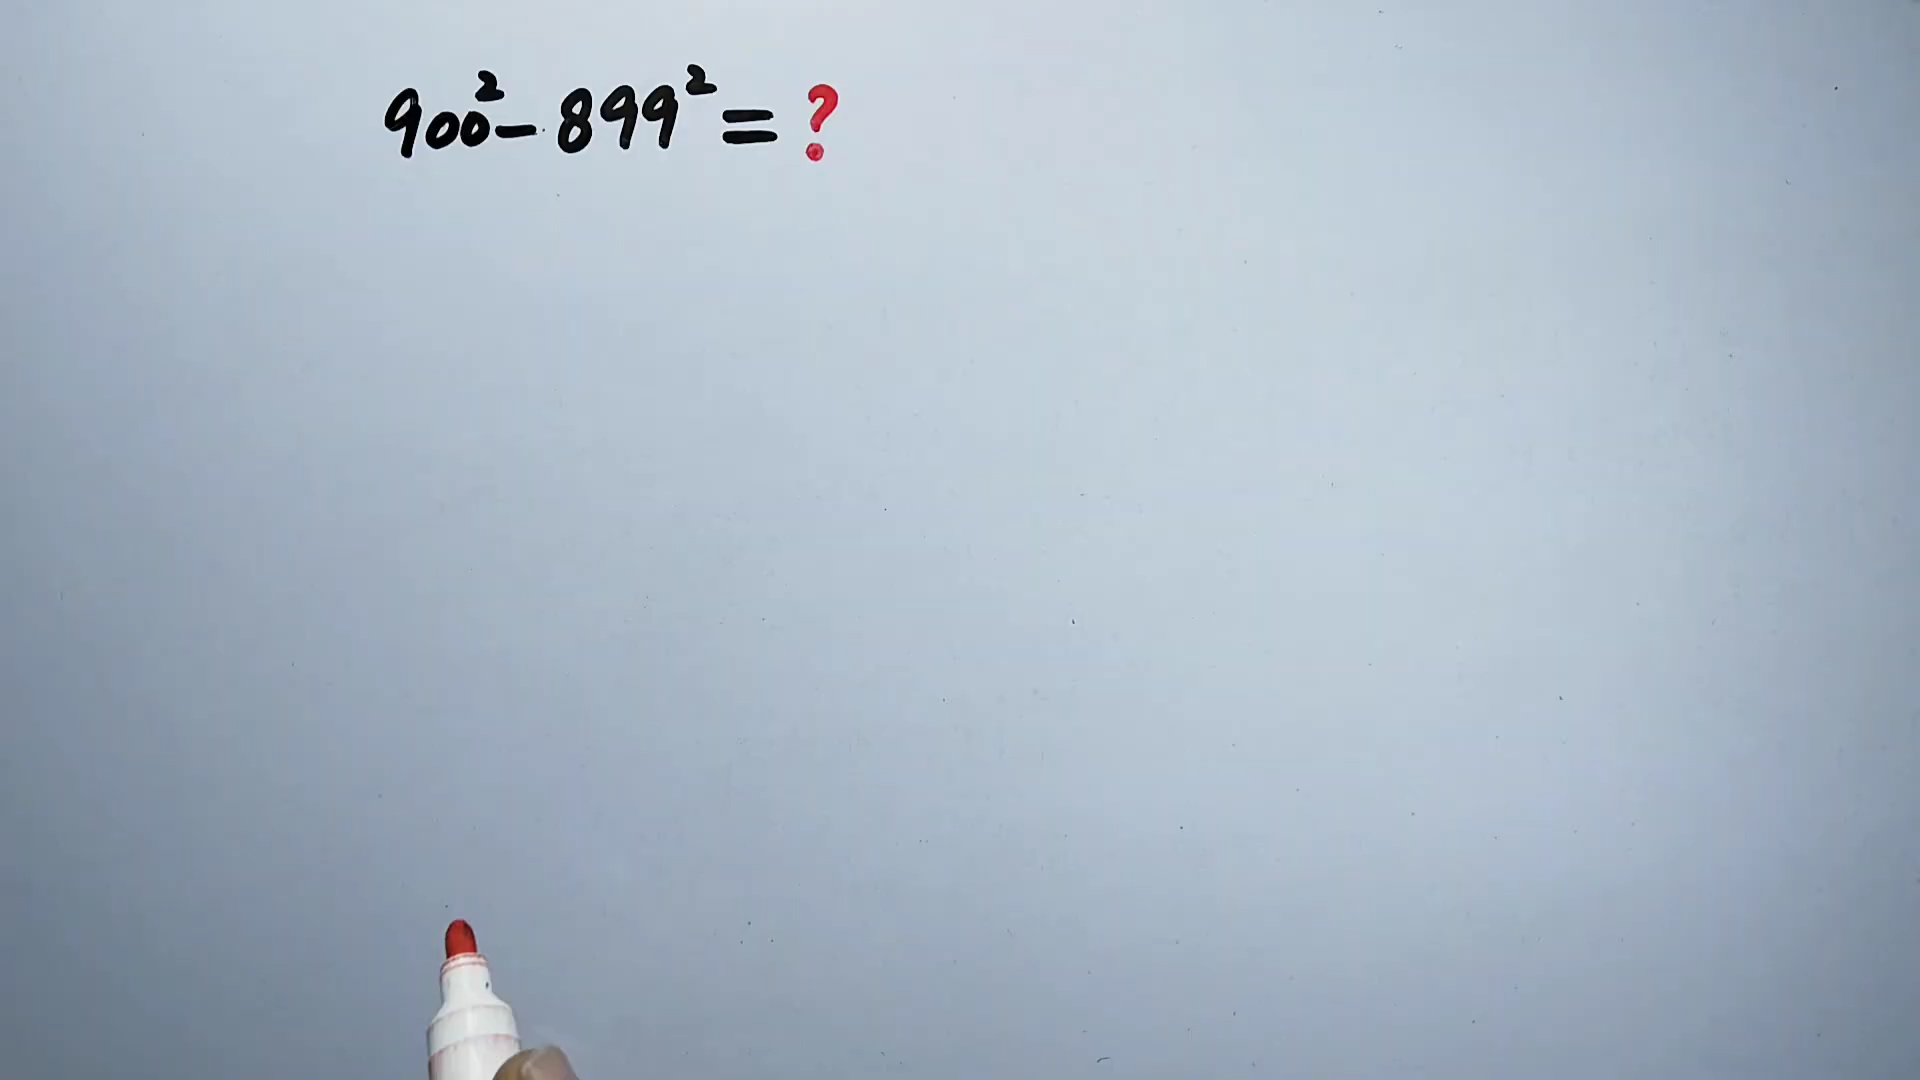 900² - 899² = ?